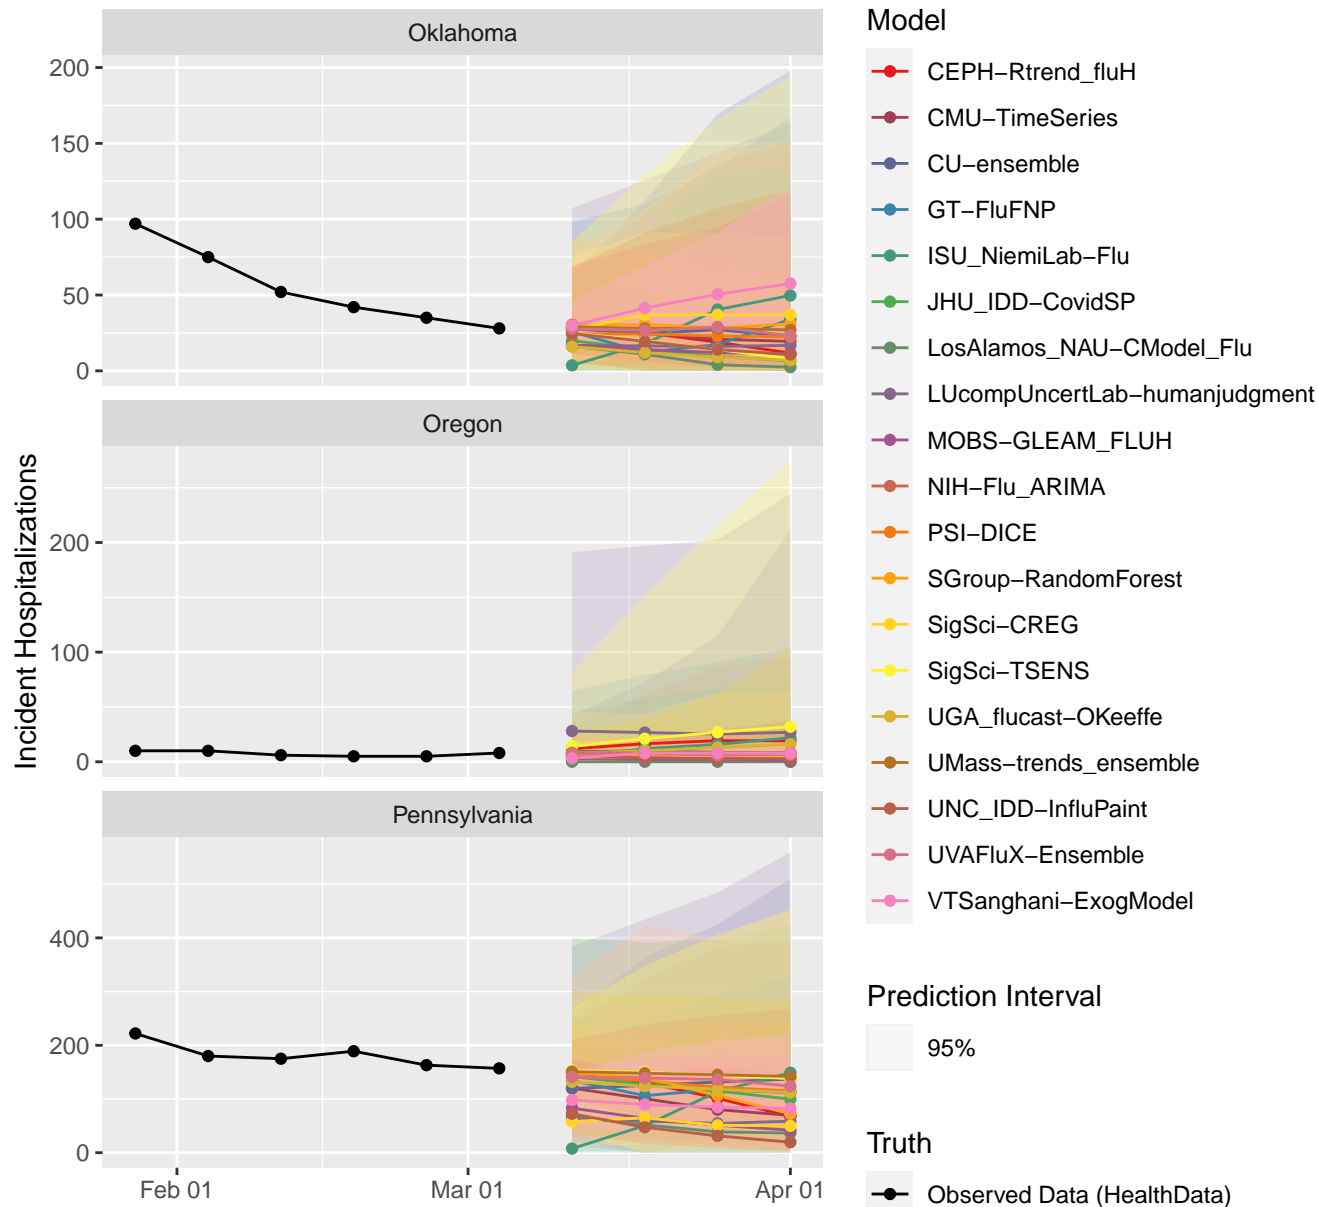 Oklahoma
200
150
100
50
0
Oregon
200
100
0
Pennsylvania
400
200
0
Feb 01
Mar 01
Apr 01
Incident Hospitalizations
Model
CEPH−Rtrend_fluH
CMU−TimeSeries
CU−ensemble
GT−FluFNP
ISU_NiemiLab−Flu
JHU_IDD−CovidSP
LosAlamos_NAU−CModel_Flu
LUcompUncertLab−humanjudgment
MOBS−GLEAM_FLUH
NIH−Flu_ARIMA
PSI−DICE
SGroup−RandomForest
SigSci−CREG
SigSci−TSENS
UGA_flucast−OKeeffe
UMass−trends_ensemble
UNC_IDD−InfluPaint
UVAFluX−Ensemble
VTSanghani−ExogModel
Prediction Interval
95%
Truth
Observed Data (HealthData)